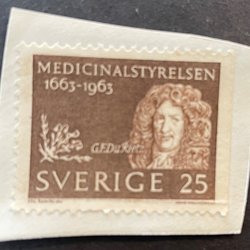 MEDICINALSTYRELSEN
1663-1963
G.F.Du Rietz
SVERIGE 25